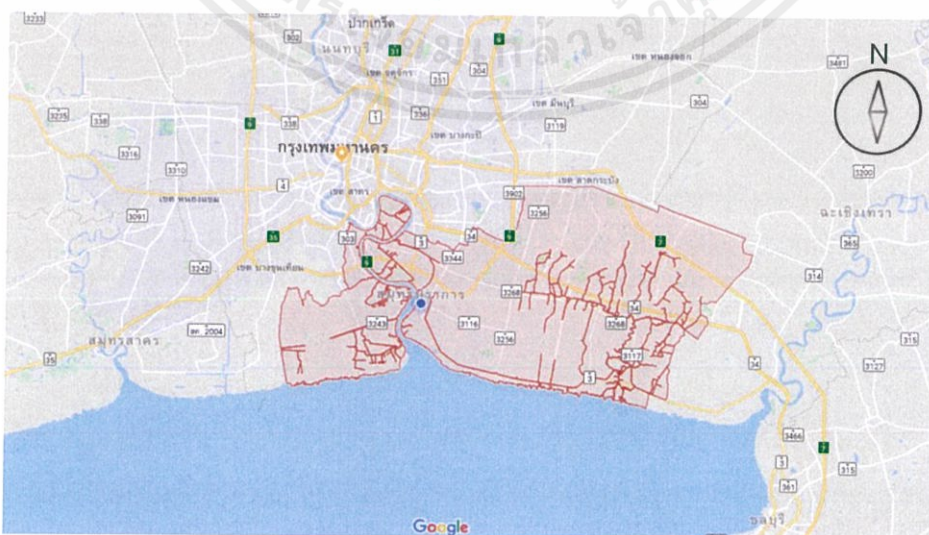 3233
302
ปากเกร็ด
นนทบุรี
31
9
304
351
เขต จตุจักร
เขต หนองจอก
3481
N
3235
338
9
338
1
336
เขต มีนบุรี
304
เขต บางกะปิ
3119
3316
3310
กรุงเทพมหานคร
4
เขต สาทร
เขต ลาดกระบัง
3902
3200
3091
เขต หนองแขม
3256
ฉะเชิงเทรา
35
303
3
34
9
7
365
3242
เขต บางขุนเทียน
9
3344
314
สมุทรปราการ
3268
34
สค. 2004
3243
3116
3268
สมุทรสาคร
3256
315
35
3117
34
3127
3
3466
7
3
315
361
ชลบุรี
Google